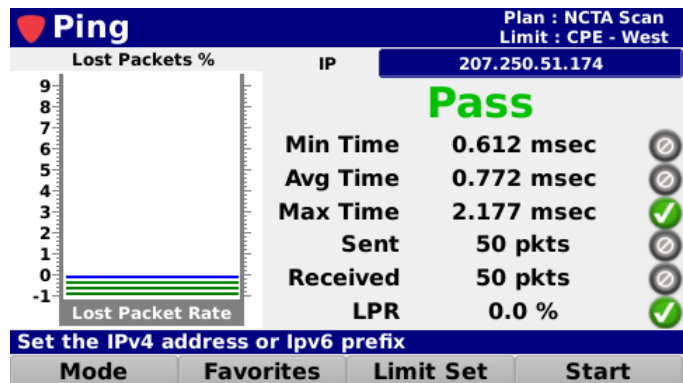 Ping
Plan : NCTA Scan
Limit : CPE - West
Lost Packets %
IP
207.250.51.174
9
8
7
6
5
4
3
2
1
0
-1
Lost Packet Rate
Pass
Min Time 0.612 msec
Avg Time 0.772 msec
Max Time 2.177 msec
Sent 50 pkts
Received 50 pkts
LPR 0.0 %
Set the IPv4 address or Ipv6 prefix
Mode Favorites Limit Set Start